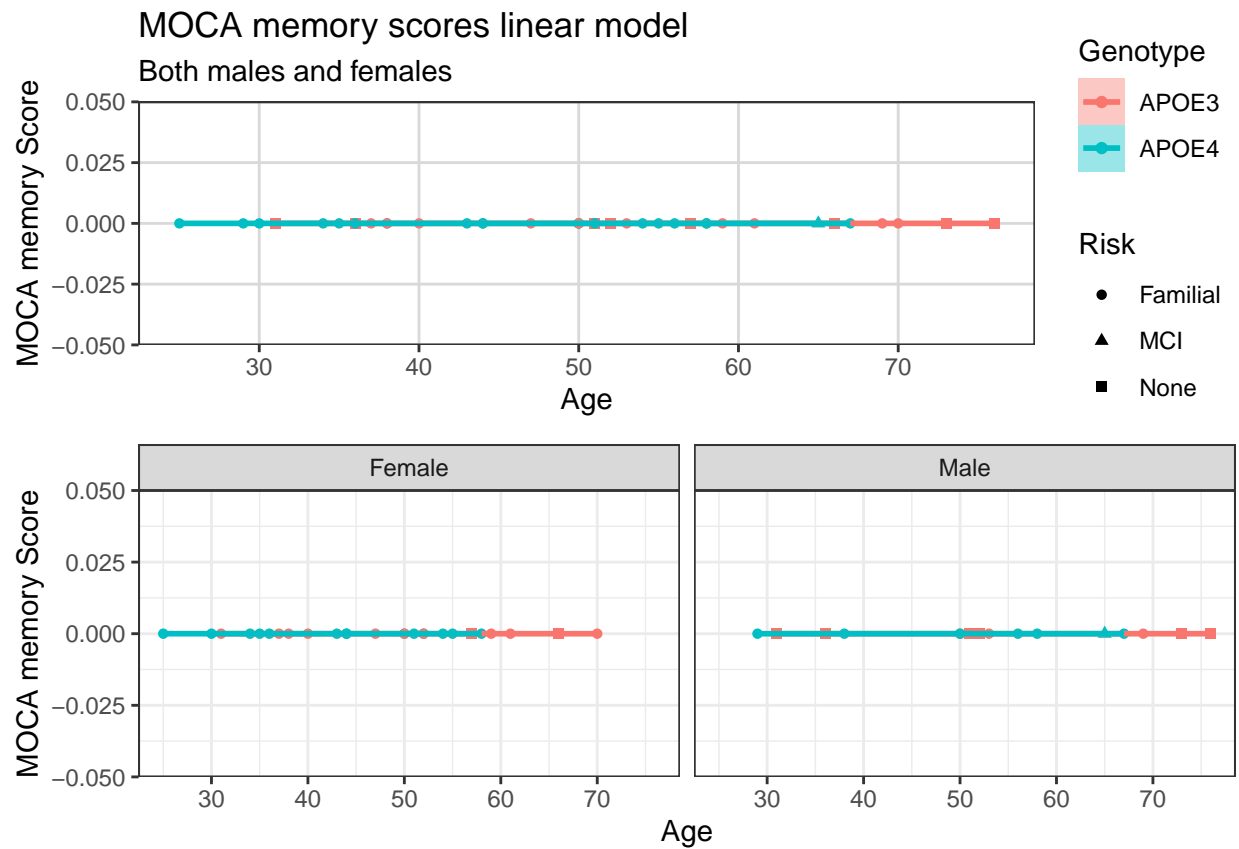 MOCA memory scores linear model
Both males and females
MOCA memory Score
0.050
0.025
0.000
−0.025
−0.050
30 40 50 60 70
Age
Genotype
APOE3
APOE4
Risk
Familial
MCI
None
Female Male
MOCA memory Score
0.050
0.025
0.000
−0.025
−0.050
30 40 50 60 70 30 40 50 60 70
Age